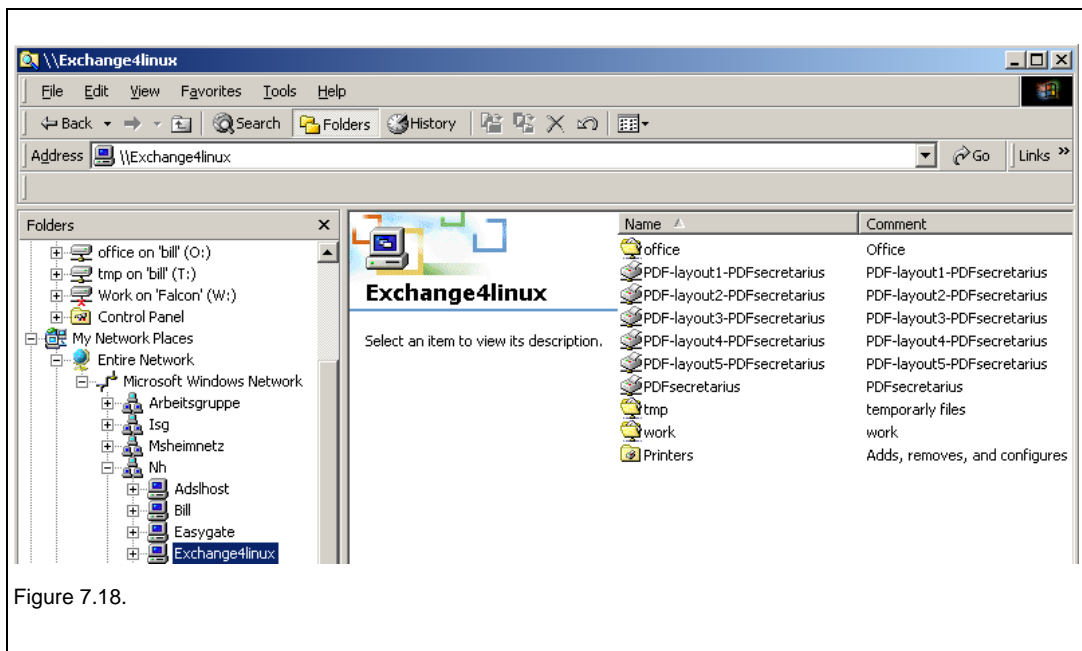 \\Exchange4linux
File Edit View Favorites Tools Help
Back Search Folders History
Address \\Exchange4linux Go Links »
Folders
office on 'bill' (O:)
tmp on 'bill' (T:)
Work on 'Falcon' (W:)
Control Panel
My Network Places
Entire Network
Microsoft Windows Network
Arbeitsgruppe
Isg
Msheimnetz
Nh
Adslhost
Bill
Easygate
Exchange4linux
Exchange4linux
Select an item to view its description.
Name Comment
office Office
PDF-layout1-PDFsecretarius PDF-layout1-PDFsecretarius
PDF-layout2-PDFsecretarius PDF-layout2-PDFsecretarius
PDF-layout3-PDFsecretarius PDF-layout3-PDFsecretarius
PDF-layout4-PDFsecretarius PDF-layout4-PDFsecretarius
PDF-layout5-PDFsecretarius PDF-layout5-PDFsecretarius
PDFsecretarius PDFsecretarius
tmp temporarly files
work work
Printers Adds, removes, and configures
Figure 7.18.